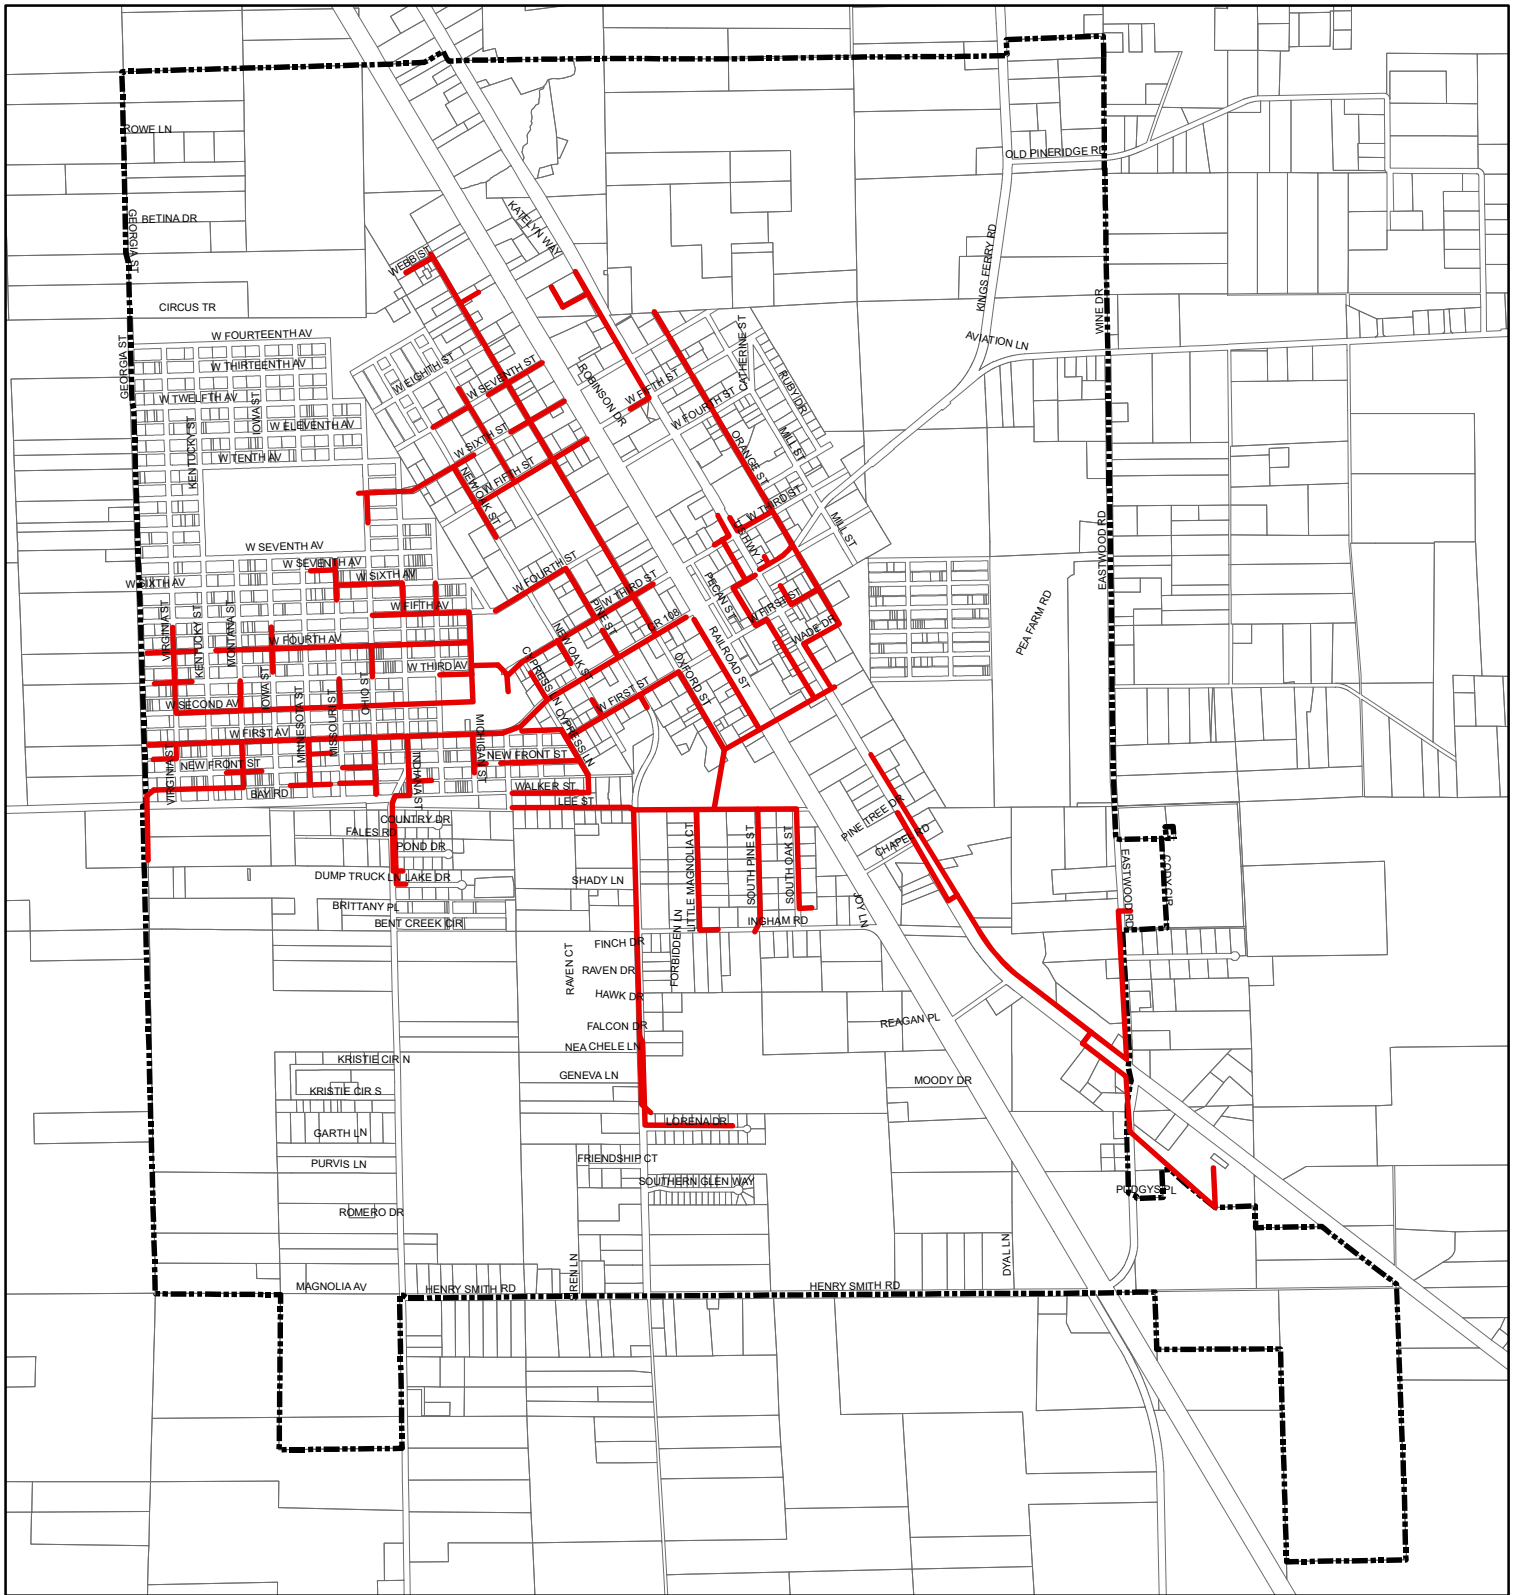 ROWE LN
OLD PINERIDGE RD
BETINA DR
GEORGIA ST
KATELYN WAY
KINGS FERRY RD
WEBB ST
CIRCUS TR
WINE DR
W FOURTEENTH AV
GEORGIA ST
AVIATION LN
CATHERINE ST
W THIRTEENTH AV
W EIGHTH ST
W SEVENTH ST
ROBINSON DR
W FIFTH ST
RUBY DR
W TWELFTH AV
IOWA ST
W FOURTH ST
W ELEVENTH AV
KENTUCKY ST
W SIXTH ST
ORANGE ST
MILL ST
W TENTH AV
W FIFTH ST
NEW OAK ST
W THIRD ST
MILL ST
US HWY
W SEVENTH AV
EASTWOOD RD
W SEVENTH AV
W SIXTH AV
W SIXTH AV
W FOURTH ST
W THIRD ST
PECAN ST
W FIFTH AV
PINE ST
W FIRST ST
PEA FARM RD
VIRGINIA ST
KENTUCKY ST
MONTANA ST
W FOURTH AV
CR 108
WADE DR
NEW OAK ST
RAILROAD ST
W THIRD AV
CYPRESS LN
OXFORD ST
IOWA ST
OHIO ST
W SECOND AV
MINNESOTA ST
MISSOURI ST
W FIRST ST
CYPRESS LN
W FIRST AV
MICHIGAN ST
NEW FRONT ST
NEW FRONT ST
VIRGINIA ST
INDIANA ST
BAY RD
WALKER ST
LEE ST
PINE TREE DR
COUNTRY DR
FALES RD
POND DR
CHAPEL RD
LITTLE MAGNOLIA CT
SOUTH PINE ST
SOUTH OAK ST
DUMP TRUCK LN
LAKE DR
SHADY LN
EASTWOOD RD
CODY CIR
BRITTANY PL
BENT CREEK CIR
INGHAM RD
JOY LN
FINCH DR
FORBIDDEN LN
RAVEN CT
RAVEN DR
HAWK DR
FALCON DR
REAGAN PL
NEA CHELE LN
KRISTIE CIR N
GENEVA LN
MOODY DR
KRISTIE CIR S
LORENA DR
GARTH LN
PURVIS LN
FRIENDSHIP CT
SOUTHERN GLEN WAY
PUDGYS PL
ROMERO DR
DYAL LN
MAGNOLIA AV
HENRY SMITH RD
HENRY SMITH RD